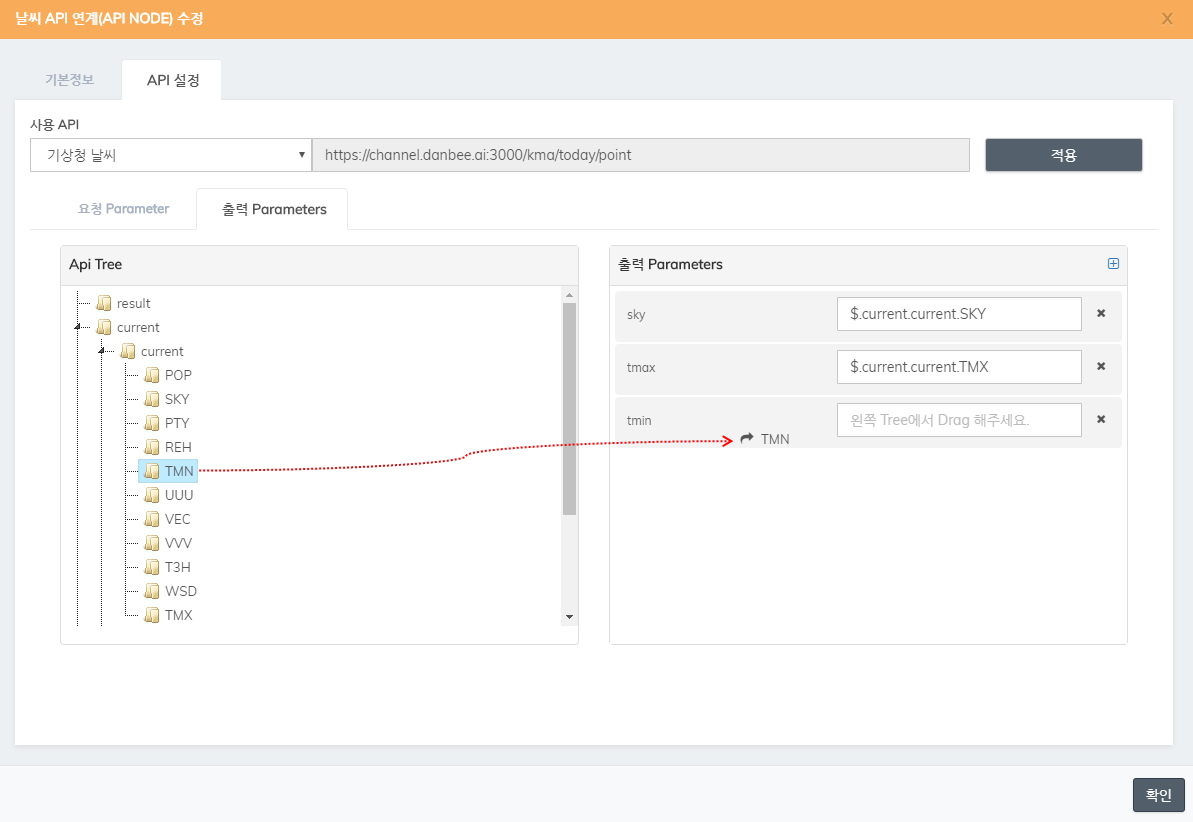 날씨 API 연계(API NODE) 수정
X
기본정보
API 설정
사용 API
기상청 날씨
https://channel.danbee.ai:3000/kma/today/point
적용
요청 Parameter
출력 Parameters
Api Tree
result
current
current
POP
SKY
PTY
REH
TMN
UUU
VEC
VVV
T3H
WSD
TMX
출력 Parameters
sky
$.current.current.SKY
tmax
$.current.current.TMX
tmin
왼쪽 Tree에서 Drag 해주세요.
TMN
확인